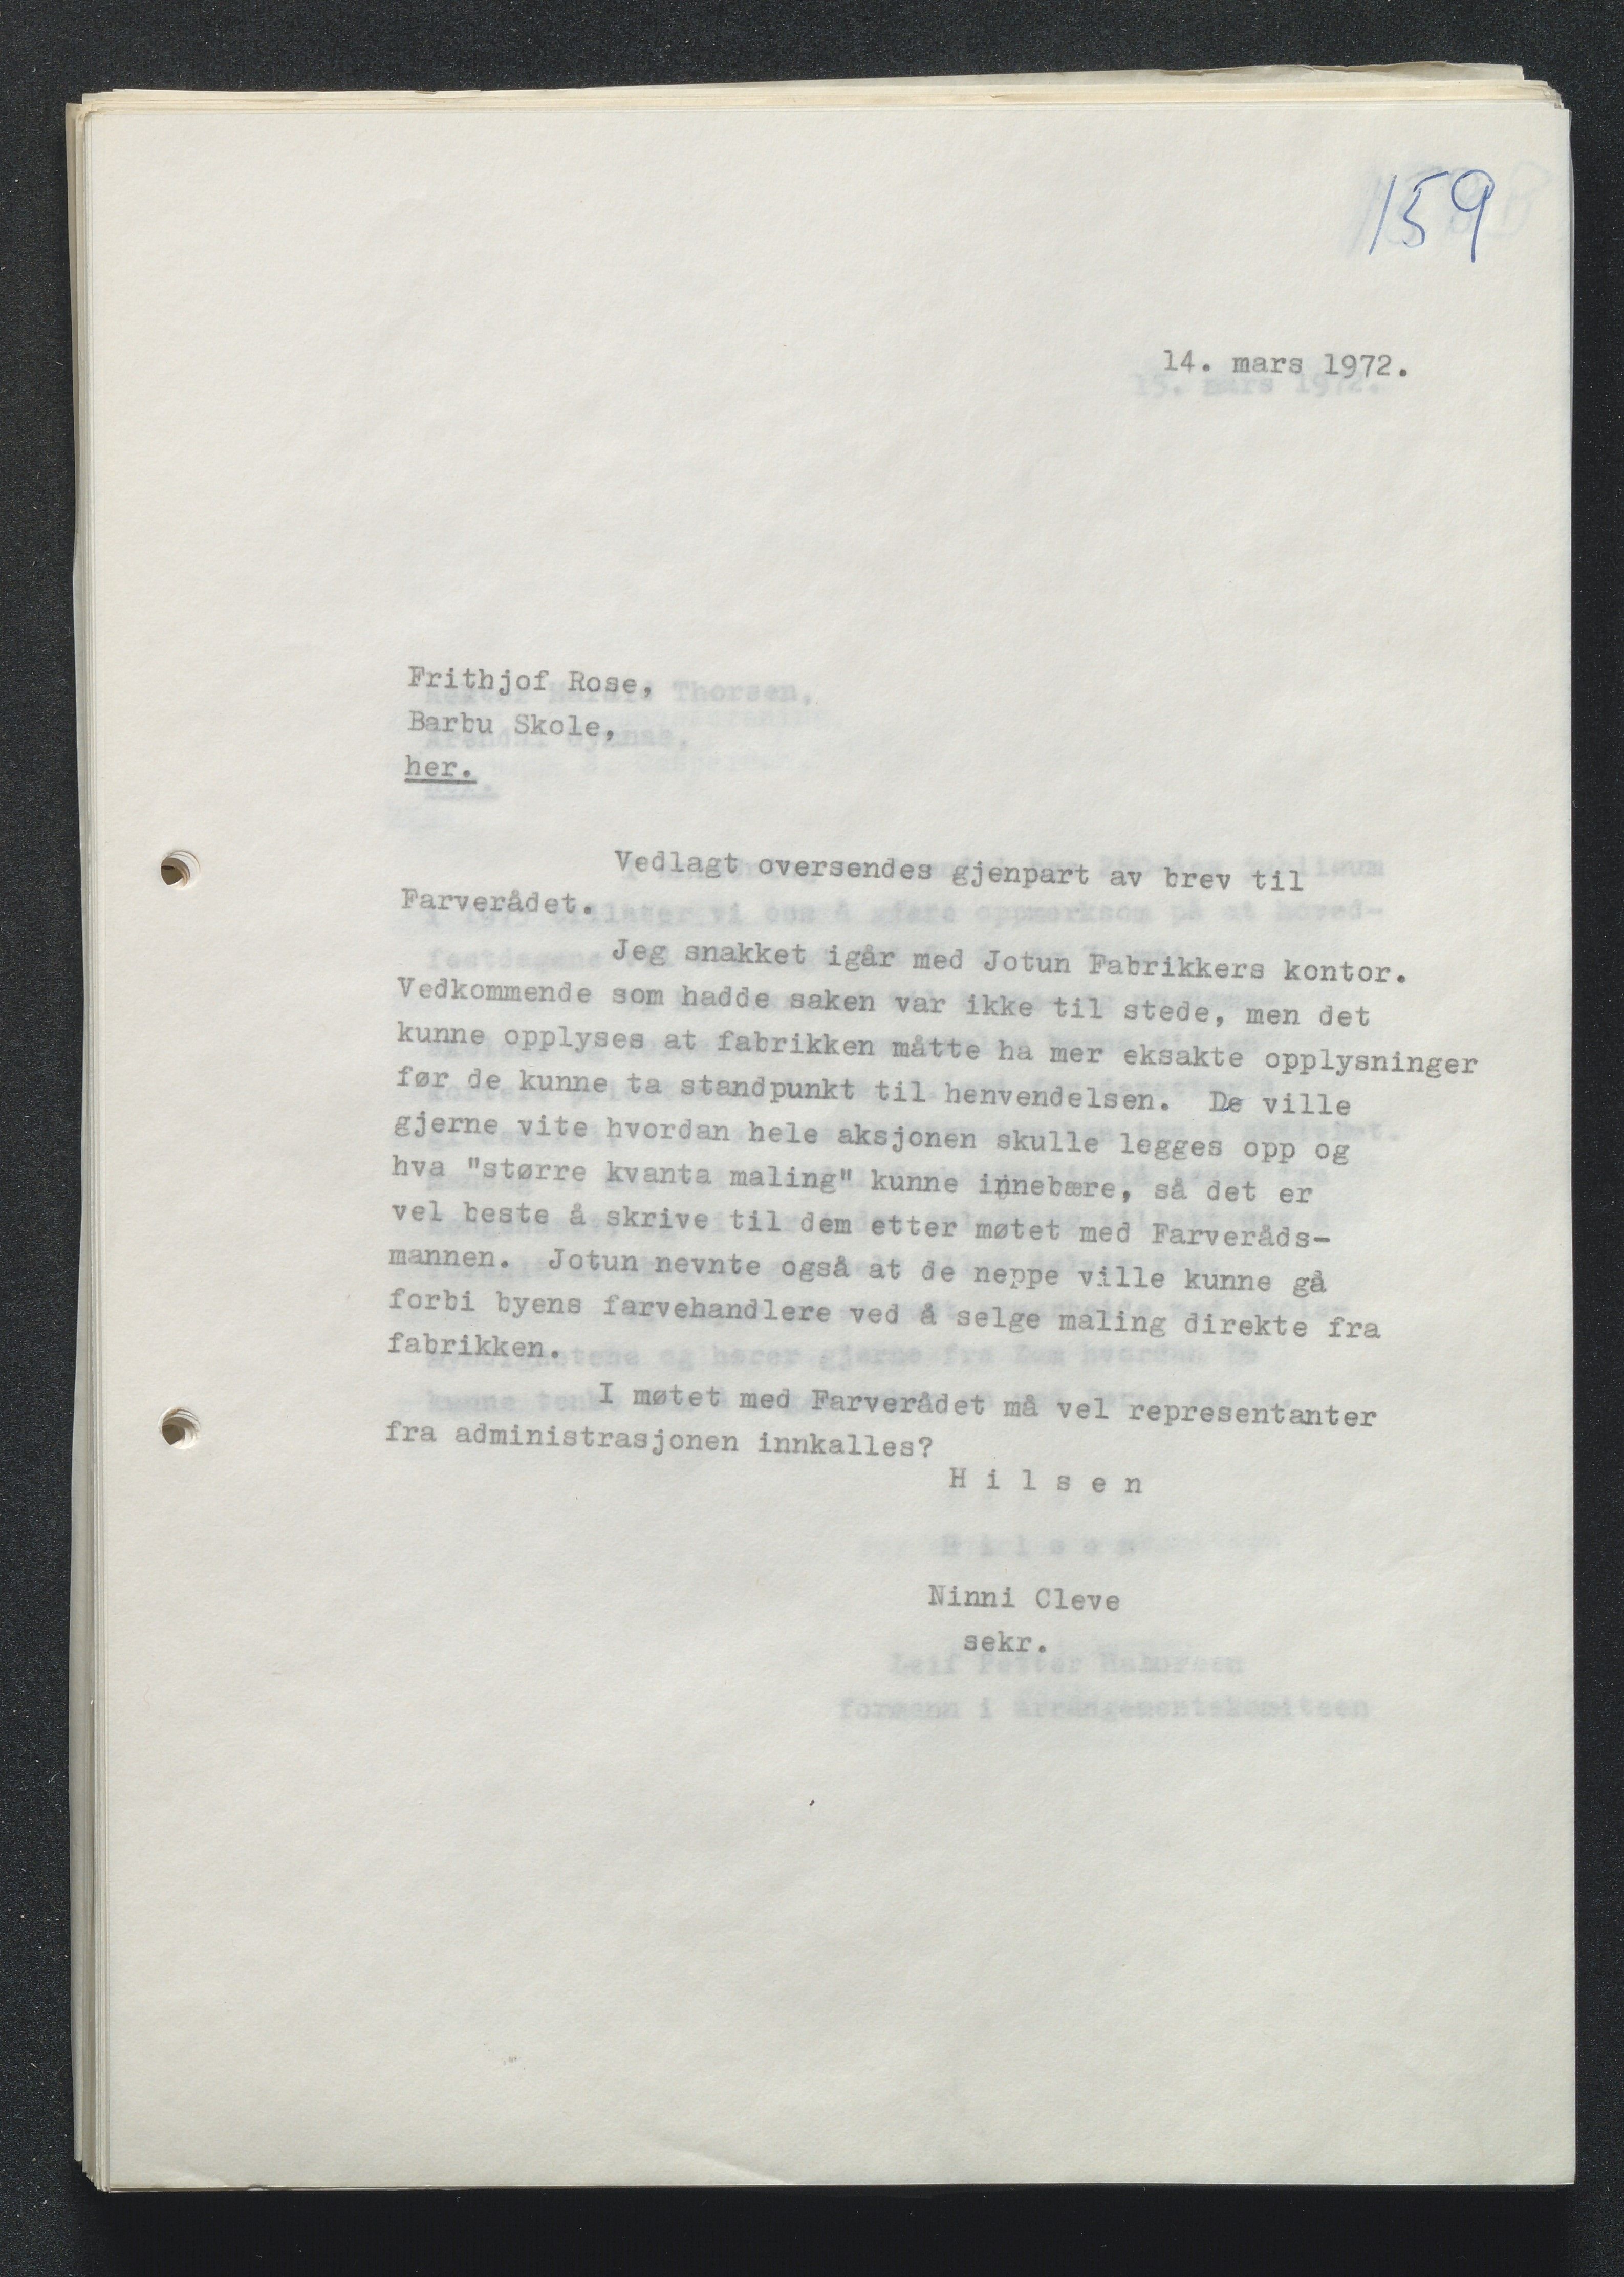 159
14. mars 1972.
Frithjof Rose,
Barbu Skole,
her.
Vedlagt oversendes gjenpart av brev til
Farverådet.
Jeg snakket igår med Jotun Fabrikkers kontor.
Vedkommende som hadde saken var ikke til stede, men det
kunne opplyses at fabrikken måtte ha mer eksakte opplysninger
før de kunne ta standpunkt til henvendelsen. De ville
gjerne vite hvordan hele aksjonen skulle legges opp og
hva "større kvanta maling" kunne innebære, så det er
vel beste å skrive til dem etter møtet med Farveråds-
mannen. Jotun nevnte også at de neppe ville kunne gå
forbi byens farvehandlere ved å selge maling direkte fra
fabrikken.
I møtet med Farverådet må vel representanter
fra administrasjonen innkalles?
H i l s e n
Ninni Cleve
sekr.